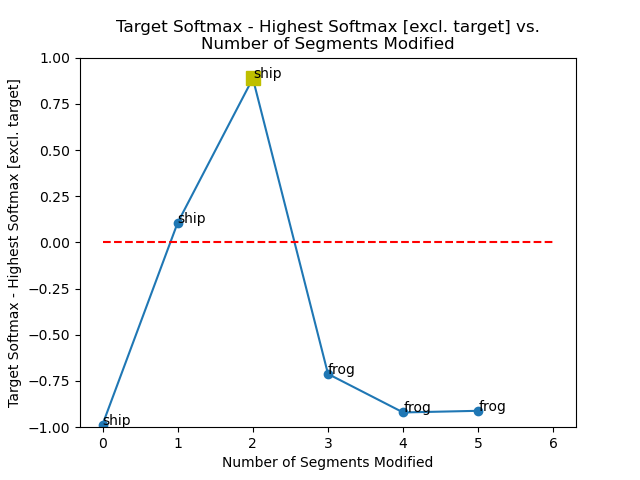 Target Softmax - Highest Softmax [excl. target] vs.
Number of Segments Modified
Target Softmax - Highest Softmax [excl. target]
1.00
0.75
0.50
0.25
0.00
−0.25
−0.50
−0.75
−1.00
ship
ship
ship
frog
frog
frog
0 1 2 3 4 5 6
Number of Segments Modified